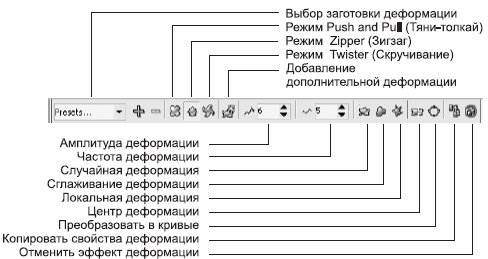 Выбор заготовки деформации
Режим Push and Pull (Тяни-толкай)
Режим Zipper (Зигзаг)
Режим Twister (Скручивание)
Добавление
дополнительной деформации
Presets... 6 5
Амплитуда деформации
Частота деформации
Случайная деформация
Сглаживание деформации
Локальная деформация
Центр деформации
Преобразовать в кривые
Копировать свойства деформации
Отменить эффект деформации